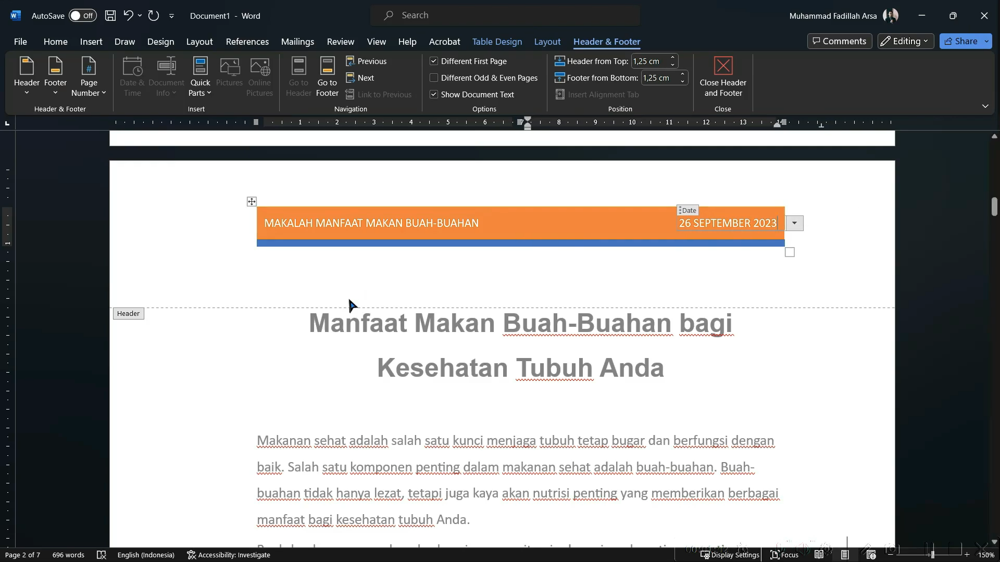 AutoSave Off Document1 - Word Search Muhammad Fadillah Arsa
File Home Insert Draw Design Layout References Mailings Review View Help Acrobat Table Design Layout Header & Footer Comments Editing Share
Header Footer Page Number
Header & Footer
Date & Time Document Info Quick Parts Pictures Online Pictures
Insert
Go to Header Go to Footer
Previous
Next
Link to Previous
Navigation
Different First Page
Different Odd & Even Pages
Show Document Text
Options
Header from Top: 1,25 cm
Footer from Bottom: 1,25 cm
Insert Alignment Tab
Position
Close Header and Footer
Close
1 2 3 4 5 6 7 8 9 10 11 12 13 14
1
Date
MAKALAH MANFAAT MAKAN BUAH-BUAHAN 26 SEPTEMBER 2023
Header
Manfaat Makan Buah-Buahan bagi
Kesehatan Tubuh Anda
Makanan sehat adalah salah satu kunci menjaga tubuh tetap bugar dan berfungsi dengan
baik. Salah satu komponen penting dalam makanan sehat adalah buah-buahan. Buah-
buahan tidak hanya lezat, tetapi juga kaya akan nutrisi penting yang memberikan berbagai
manfaat bagi kesehatan tubuh Anda.
Page 2 of 7 696 words English (Indonesia) Accessibility: Investigate Display Settings Focus 150%